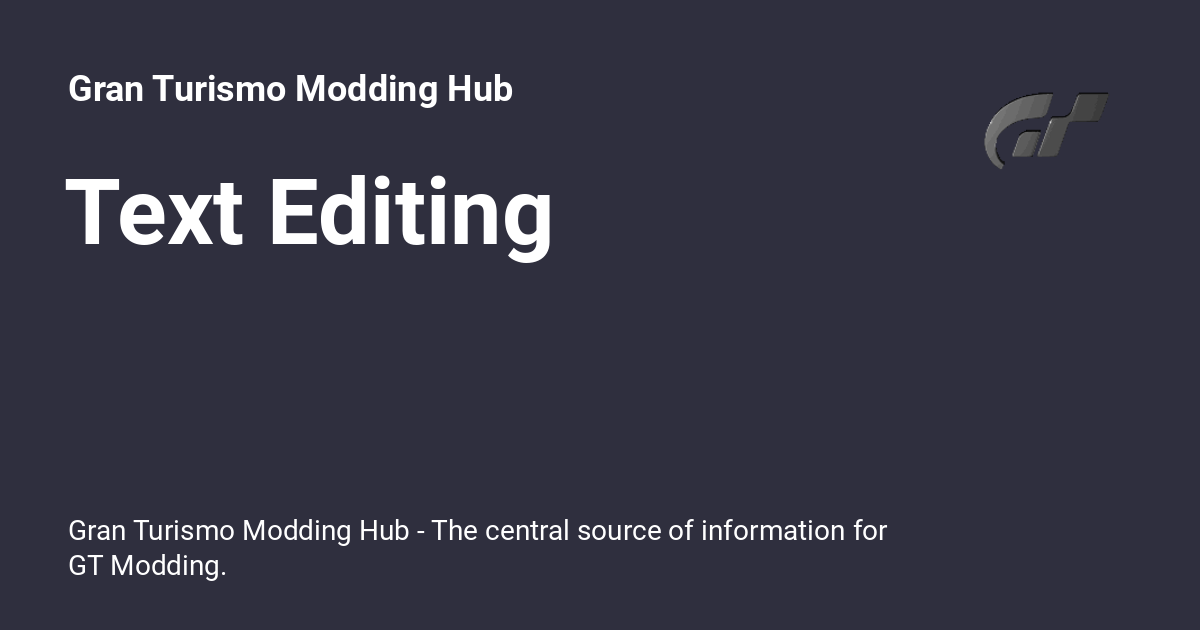 Gran Turismo Modding Hub
Text Editing
Gran Turismo Modding Hub - The central source of information for
GT Modding.